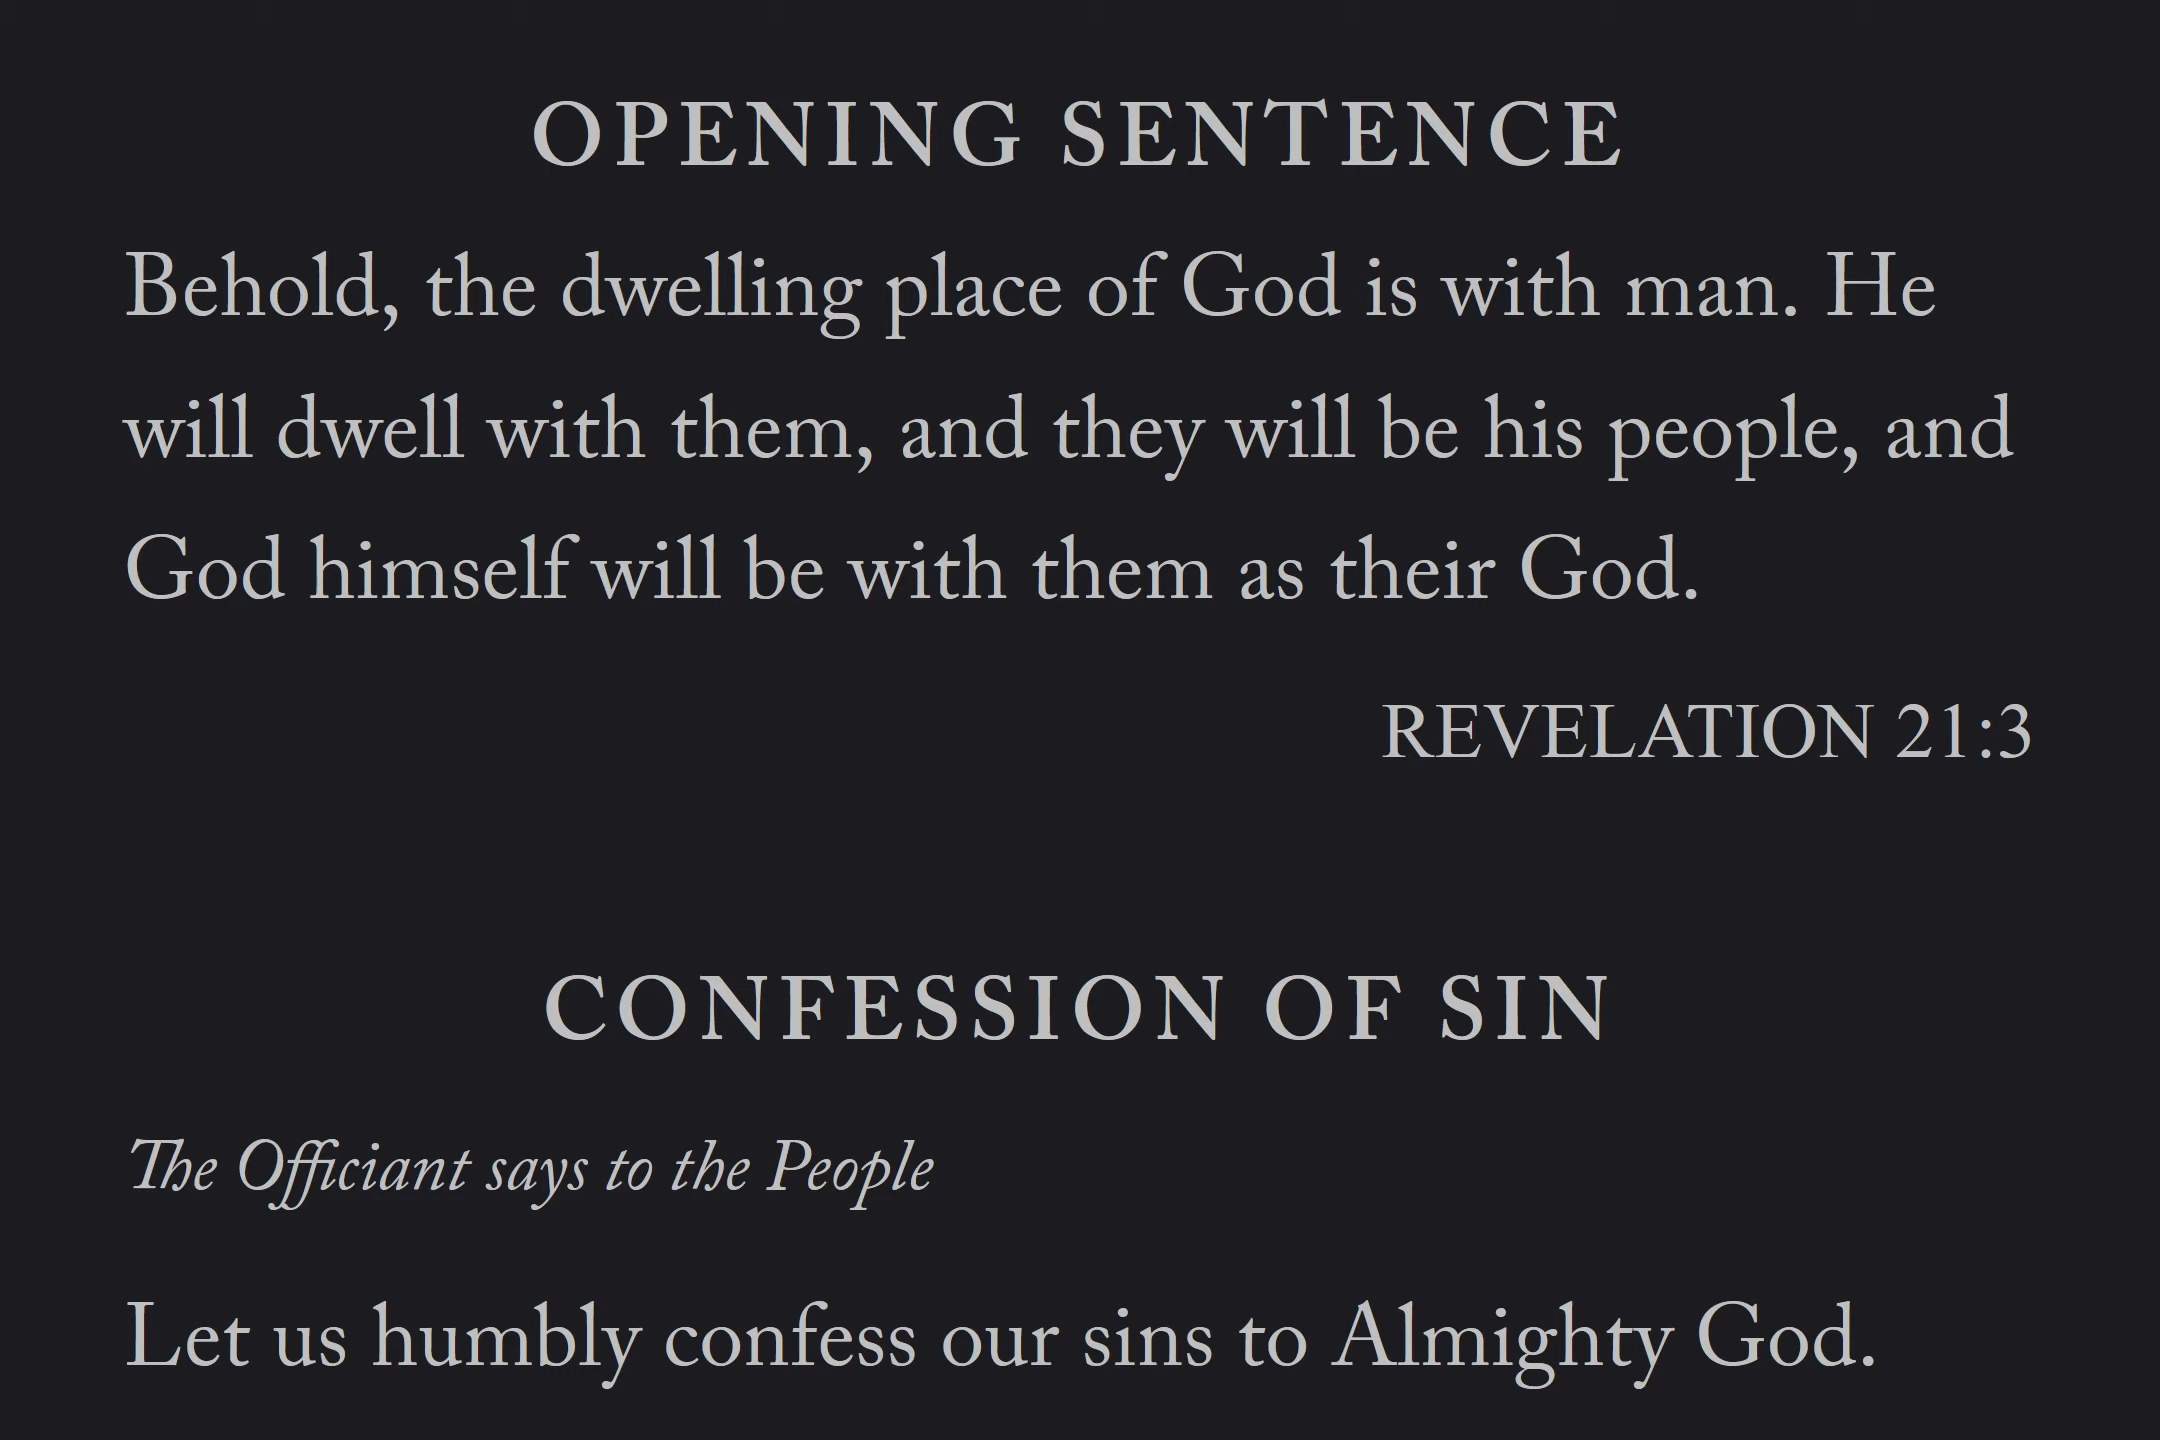 OPENING SENTENCE
Behold, the dwelling place of God is with man. He
will dwell with them, and they will be his people, and
God himself will be with them as their God.
REVELATION 21:3
CONFESSION OF SIN
The Officiant says to the People
Let us humbly confess our sins to Almighty God.